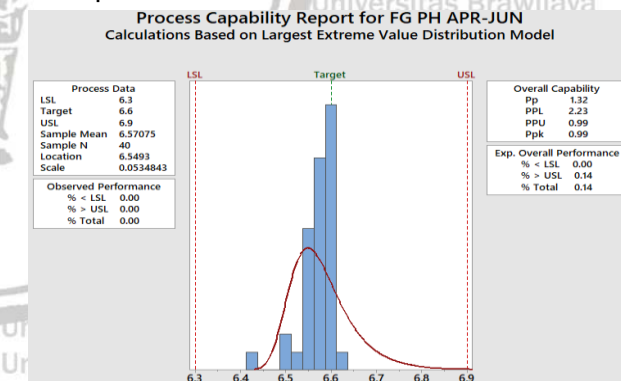 Universitas Brawijaya
Process Capability Report for FG PH APR-JUN
Calculations Based on Largest Extreme Value Distribution Model
LSL Target USL
Process Data
LSL 6.3
Target 6.6
USL 6.9
Sample Mean 6.57075
Sample N 40
Location 6.5493
Scale 0.0534843
Observed Performance
% < LSL 0.00
% > USL 0.00
% Total 0.00
Overall Capability
Pp 1.32
PPL 2.23
PPU 0.99
Ppk 0.99
Exp. Overall Performance
% < LSL 0.00
% > USL 0.14
% Total 0.14
6.3 6.4 6.5 6.6 6.7 6.8 6.9